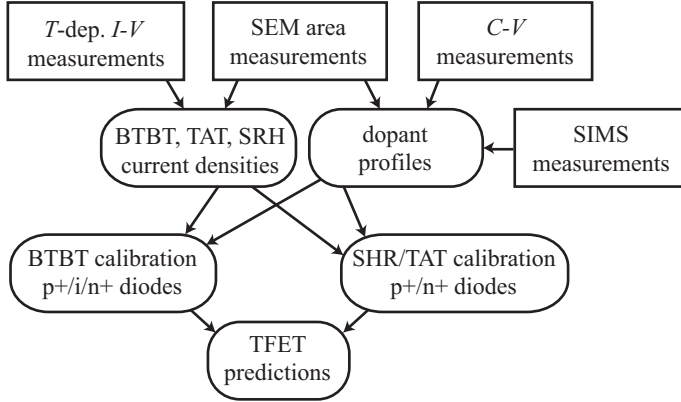 T-dep. I-V
measurements
SEM area
measurements
C-V
measurements
BTBT, TAT, SRH
current densities
dopant
profiles
SIMS
measurements
BTBT calibration
p+/i/n+ diodes
SHR/TAT calibration
p+/n+ diodes
TFET
predictions